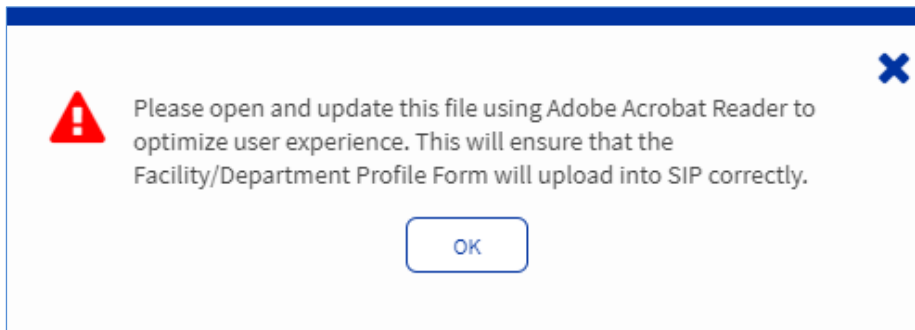 Please open and update this file using Adobe Acrobat Reader to
optimize user experience. This will ensure that the
Facility/Department Profile Form will upload into SIP correctly.
OK